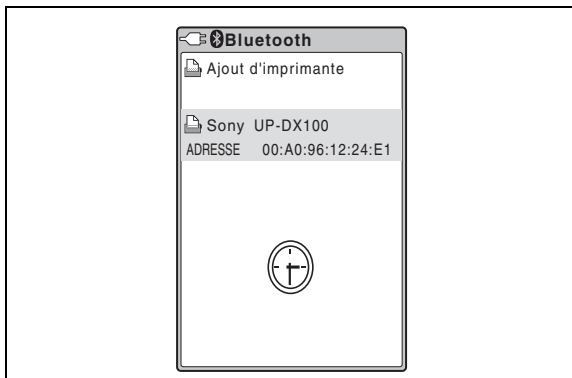 Bluetooth
Ajout d'imprimante
Sony UP-DX100
ADRESSE 00:A0:96:12:24:E1